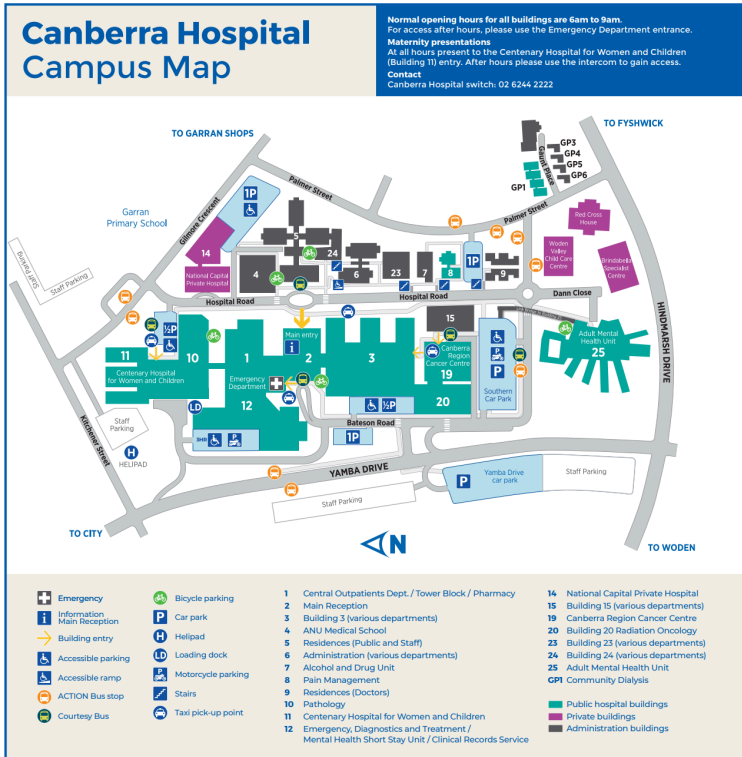 Canberra Hospital
Campus Map
Normal opening hours for all buildings are 6am to 9am.
For access after hours, please use the Emergency Department entrance.
Maternity presentations
At all hours present to the Centenary Hospital for Women and Children
(Building 11) entry. After hours please use the intercom to gain access.
Contact
Canberra Hospital switch: 02 6244 2222
TO GARRAN SHOPS
TO FYSHWICK
GP3
GP4
GP5
GP6
Gaunt Place
GP1
Palmer Street
Palmer Street
Garran
Primary School
Gilmore Crescent
1P
Red Cross
House
Staff Parking
Staff Parking
14
National Capital
Private Hospital
5
24
4
6
23
7
8
1P
9
Woden
Valley
Child Care
Centre
Brindabella
Specialist
Centre
Hospital Road
Hospital Road
Dann Close
HINDMARSH DRIVE
½P
11
10
Centenary Hospital
for Women and Children
1
Main entry
i
2
3
15
Canberra
Region
Cancer Centre
19
20
P
P
Southern
Car Park
Adult Mental
Health Unit
25
Emergency
Department
12
½P
LD
Staff
Parking
Kitchener Street
H
HELIPAD
3HR
P
Bateson Road
1P
YAMBA DRIVE
Staff Parking
P
Yamba Drive
car park
Staff Parking
TO CITY
N
TO WODEN
Emergency
i Information
Main Reception
Building entry
Accessible parking
Accessible ramp
ACTION Bus stop
Courtesy Bus
Bicycle parking
P Car park
H Helipad
LD Loading dock
P Motorcycle parking
Stairs
Taxi pick-up point
1 Central Outpatients Dept. / Tower Block / Pharmacy
2 Main Reception
3 Building 3 (various departments)
4 ANU Medical School
5 Residences (Public and Staff)
6 Administration (various departments)
7 Alcohol and Drug Unit
8 Pain Management
9 Residences (Doctors)
10 Pathology
11 Centenary Hospital for Women and Children
12 Emergency, Diagnostics and Treatment /
Mental Health Short Stay Unit / Clinical Records Service
14 National Capital Private Hospital
15 Building 15 (various departments)
19 Canberra Region Cancer Centre
20 Building 20 Radiation Oncology
23 Building 23 (various departments)
24 Building 24 (various departments)
25 Adult Mental Health Unit
GP1 Community Dialysis
Public hospital buildings
Private buildings
Administration buildings